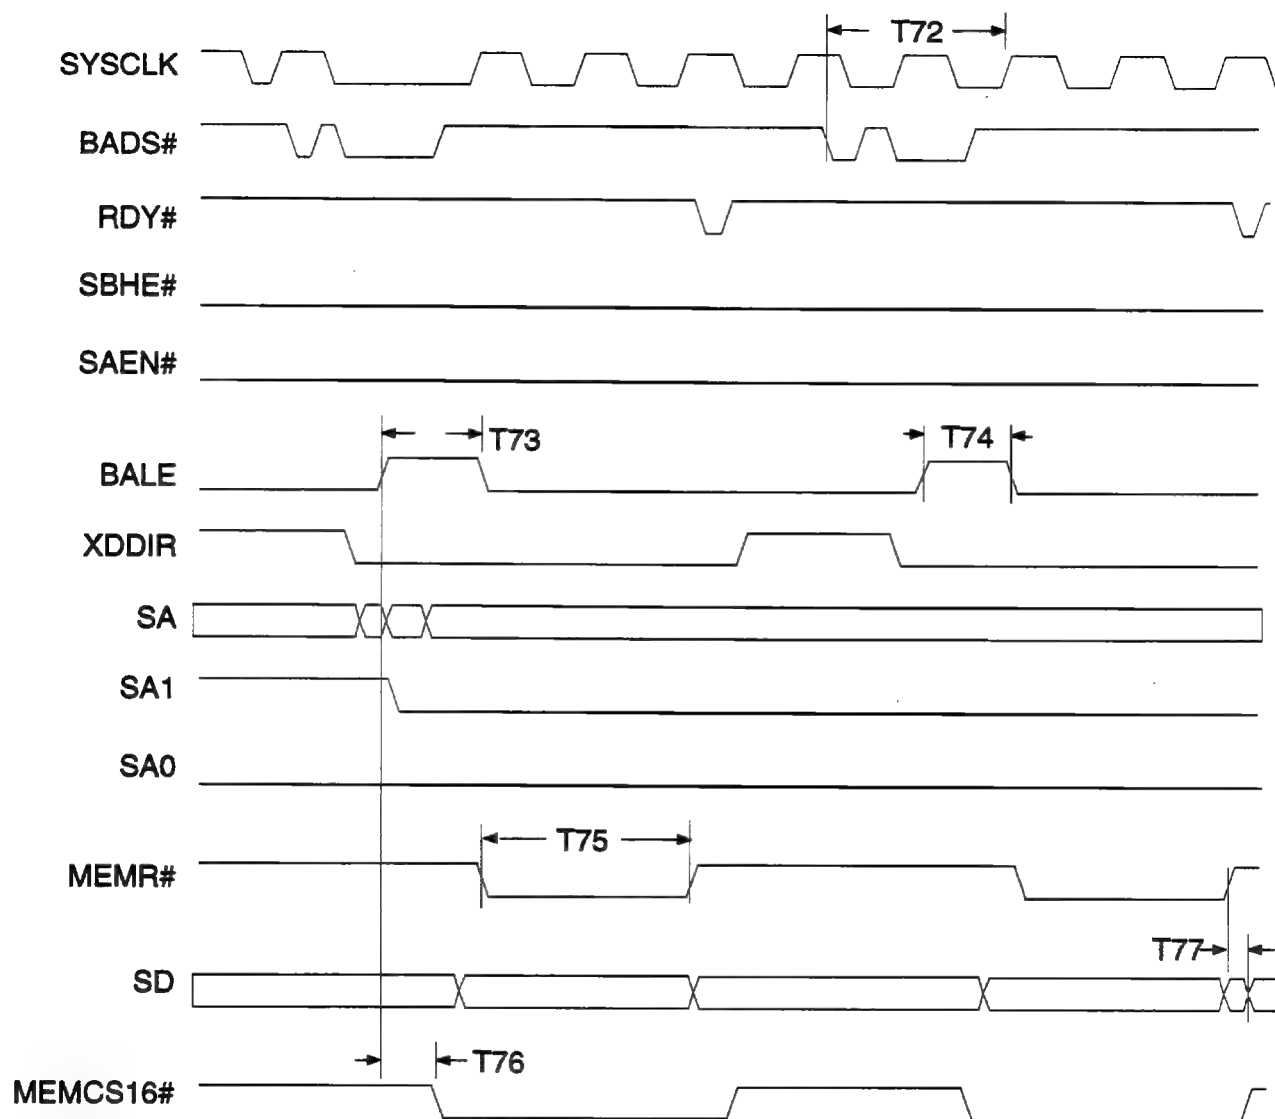 T72
SYSCLK
BADS#
RDY#
SBHE#
SAEN#
T73
T74
BALE
XDDIR
SA
SA1
SA0
T75
MEMR#
T77
SD
T76
MEMCS16#